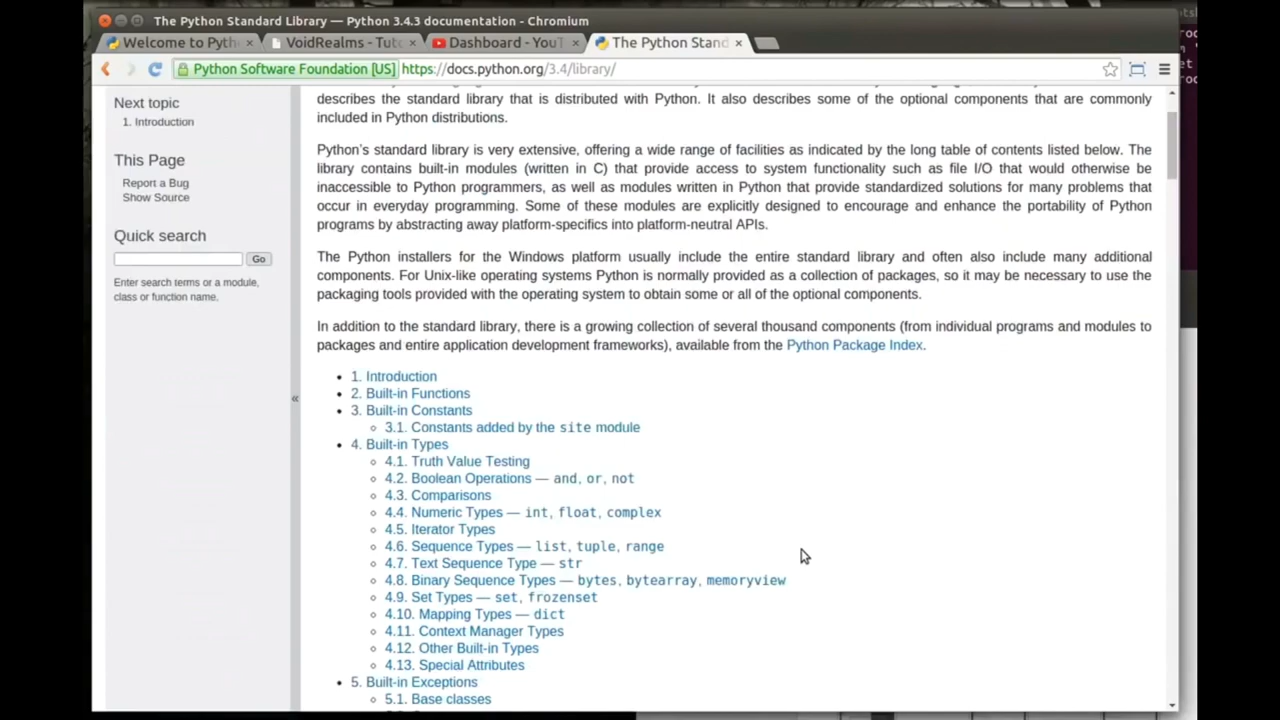 The Python Standard Library — Python 3.4.3 documentation - Chromium
Welcome to Pyth
VoidRealms - Tuto
Dashboard - YouT
The Python Stand
Python Software Foundation [US] https://docs.python.org/3.4/library/
Next topic
1. Introduction
This Page
Report a Bug
Show Source
Quick search
Go
Enter search terms or a module,
class or function name.
«
describes the standard library that is distributed with Python. It also describes some of the optional components that are commonly
included in Python distributions.
Python's standard library is very extensive, offering a wide range of facilities as indicated by the long table of contents listed below. The
library contains built-in modules (written in C) that provide access to system functionality such as file I/O that would otherwise be
inaccessible to Python programmers, as well as modules written in Python that provide standardized solutions for many problems that
occur in everyday programming. Some of these modules are explicitly designed to encourage and enhance the portability of Python
programs by abstracting away platform-specifics into platform-neutral APIs.
The Python installers for the Windows platform usually include the entire standard library and often also include many additional
components. For Unix-like operating systems Python is normally provided as a collection of packages, so it may be necessary to use the
packaging tools provided with the operating system to obtain some or all of the optional components.
In addition to the standard library, there is a growing collection of several thousand components (from individual programs and modules to
packages and entire application development frameworks), available from the Python Package Index.
1. Introduction
2. Built-in Functions
3. Built-in Constants
3.1. Constants added by the site module
4. Built-in Types
4.1. Truth Value Testing
4.2. Boolean Operations — and, or, not
4.3. Comparisons
4.4. Numeric Types — int, float, complex
4.5. Iterator Types
4.6. Sequence Types — list, tuple, range
4.7. Text Sequence Type — str
4.8. Binary Sequence Types — bytes, bytearray, memoryview
4.9. Set Types — set, frozenset
4.10. Mapping Types — dict
4.11. Context Manager Types
4.12. Other Built-in Types
4.13. Special Attributes
5. Built-in Exceptions
5.1. Base classes